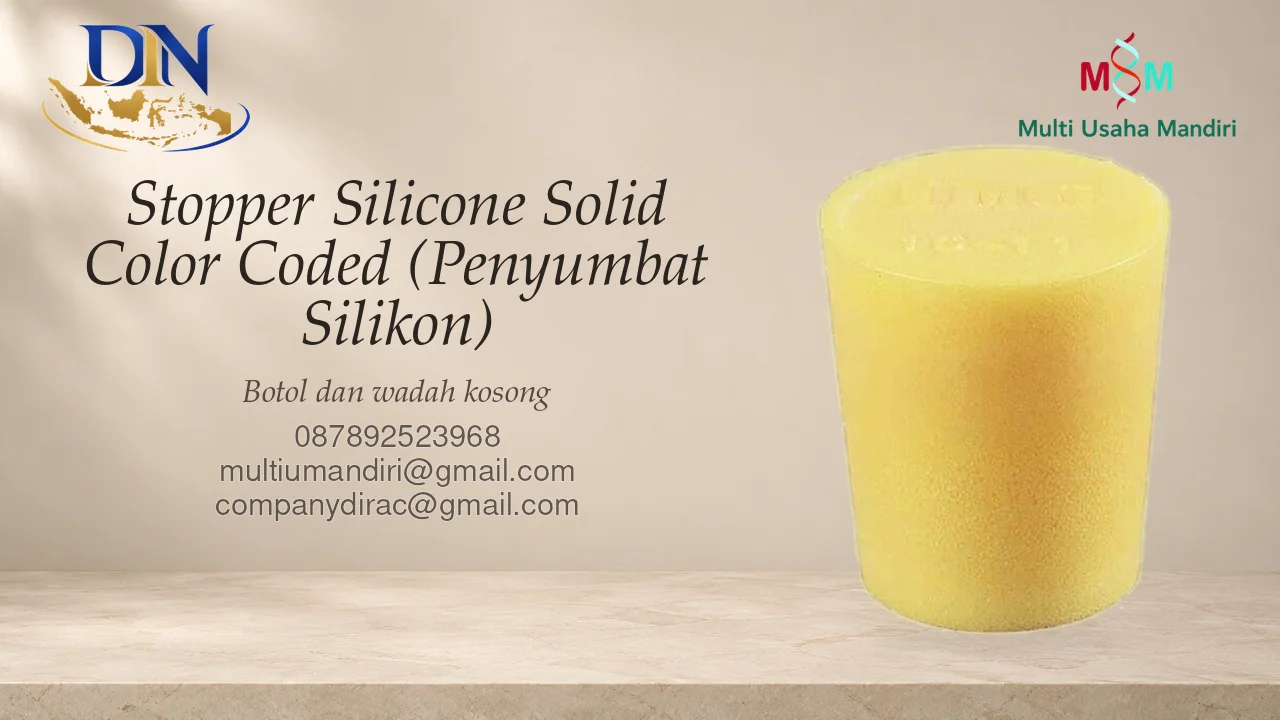 DN
MUM
Multi Usaha Mandiri
Stopper Silicone Solid
Color Coded (Penyumbat
Silikon)
Botol dan wadah kosong
087892523968
multiumandiri@gmail.com
companydirac@gmail.com